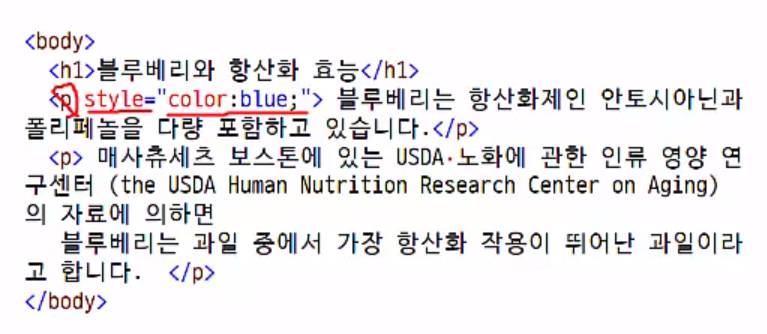 <body>
<h1>블루베리와 항산화 효능</h1>
<p style="color:blue;"> 블루베리는 항산화제인 안토시아닌과
폴리페놀을 다량 포함하고 있습니다.</p>
<p> 매사츄세츠 보스톤에 있는 USDA 노화에 관한 인류 영양 연
구센터 (the USDA Human Nutrition Research Center on Aging)
의 자료에 의하면
블루베리는 과일 중에서 가장 항산화 작용이 뛰어난 과일이라
고 합니다. </p>
</body>